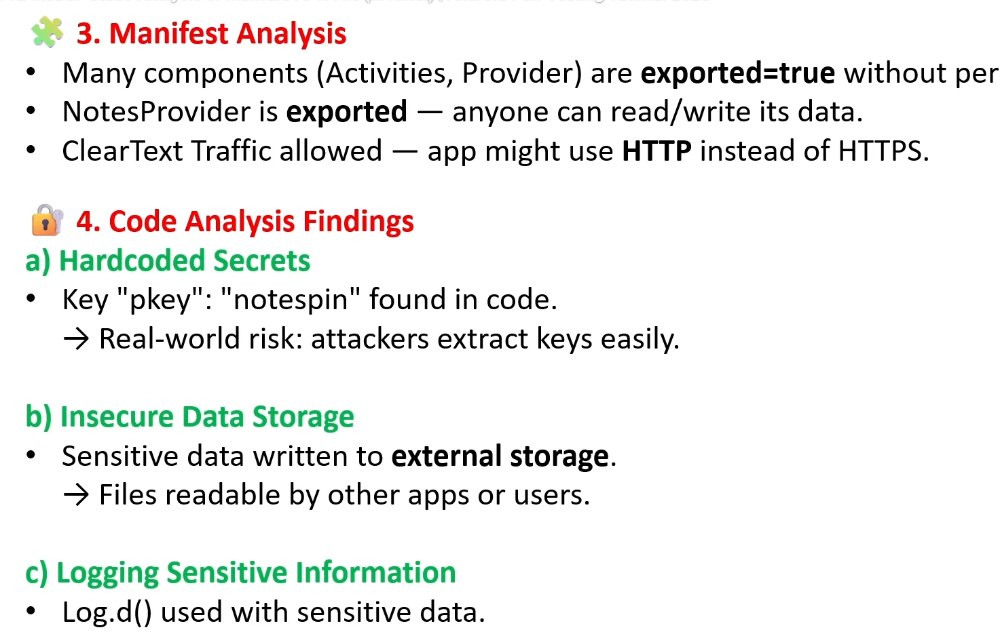 3. Manifest Analysis
• Many components (Activities, Provider) are exported=true without per
• NotesProvider is exported — anyone can read/write its data.
• ClearText Traffic allowed — app might use HTTP instead of HTTPS.
4. Code Analysis Findings
a) Hardcoded Secrets
• Key "pkey": "notespin" found in code.
→ Real-world risk: attackers extract keys easily.
b) Insecure Data Storage
• Sensitive data written to external storage.
→ Files readable by other apps or users.
c) Logging Sensitive Information
• Log.d() used with sensitive data.